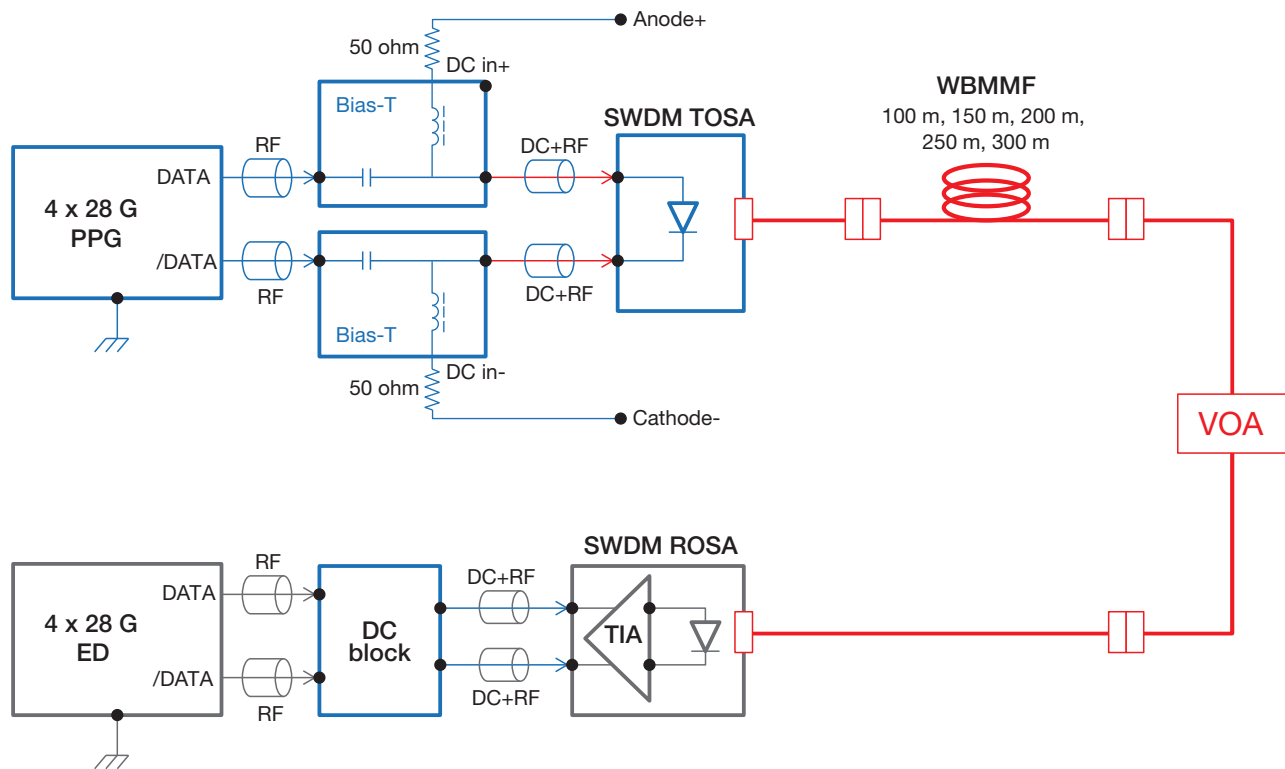 Anode+
50 ohm
DC in+
Bias-T
WBMMF
100 m, 150 m, 200 m,
250 m, 300 m
SWDM TOSA
RF
DC+RF
DATA
4 x 28 G
PPG
/DATA
RF
DC+RF
Bias-T
DC in-
50 ohm
Cathode-
VOA
SWDM ROSA
RF
DC+RF
DATA
4 x 28 G
ED
DC
block
TIA
/DATA
RF
DC+RF